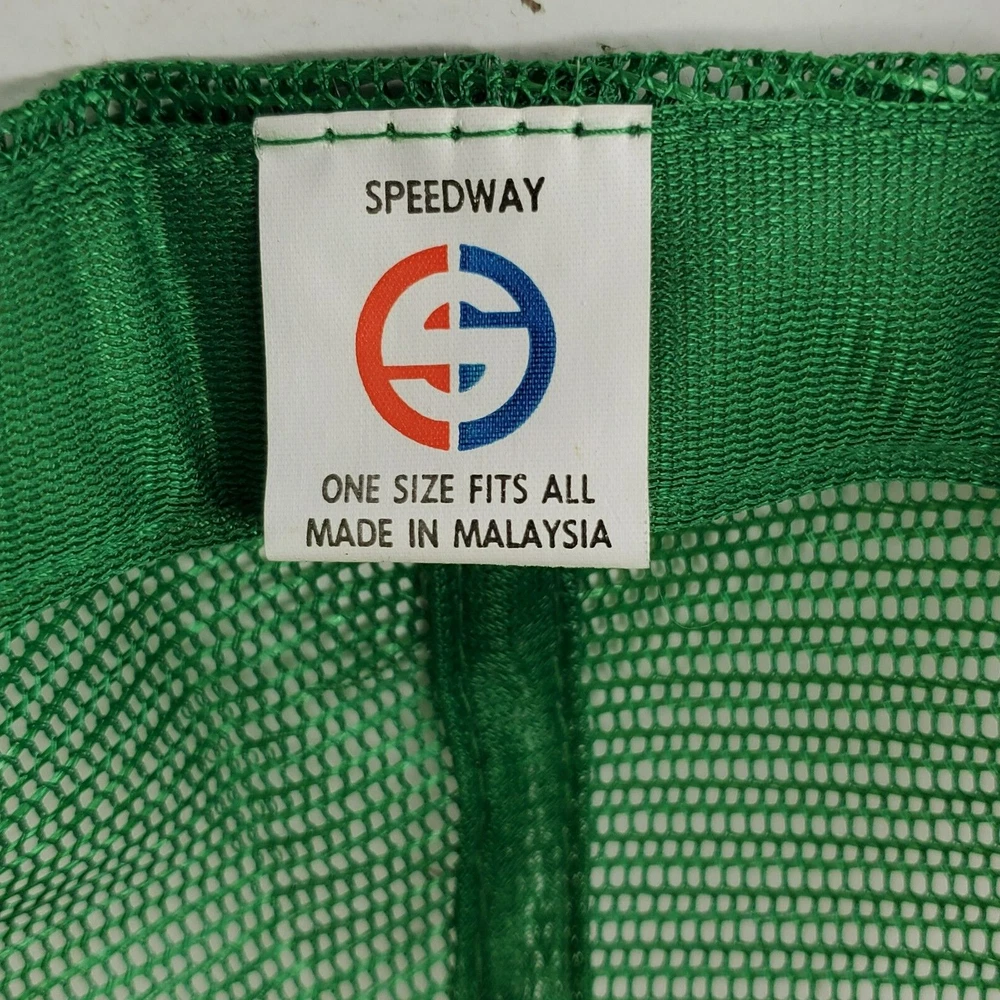 SPEEDWAY
S
ONE SIZE FITS ALL
MADE IN MALAYSIA